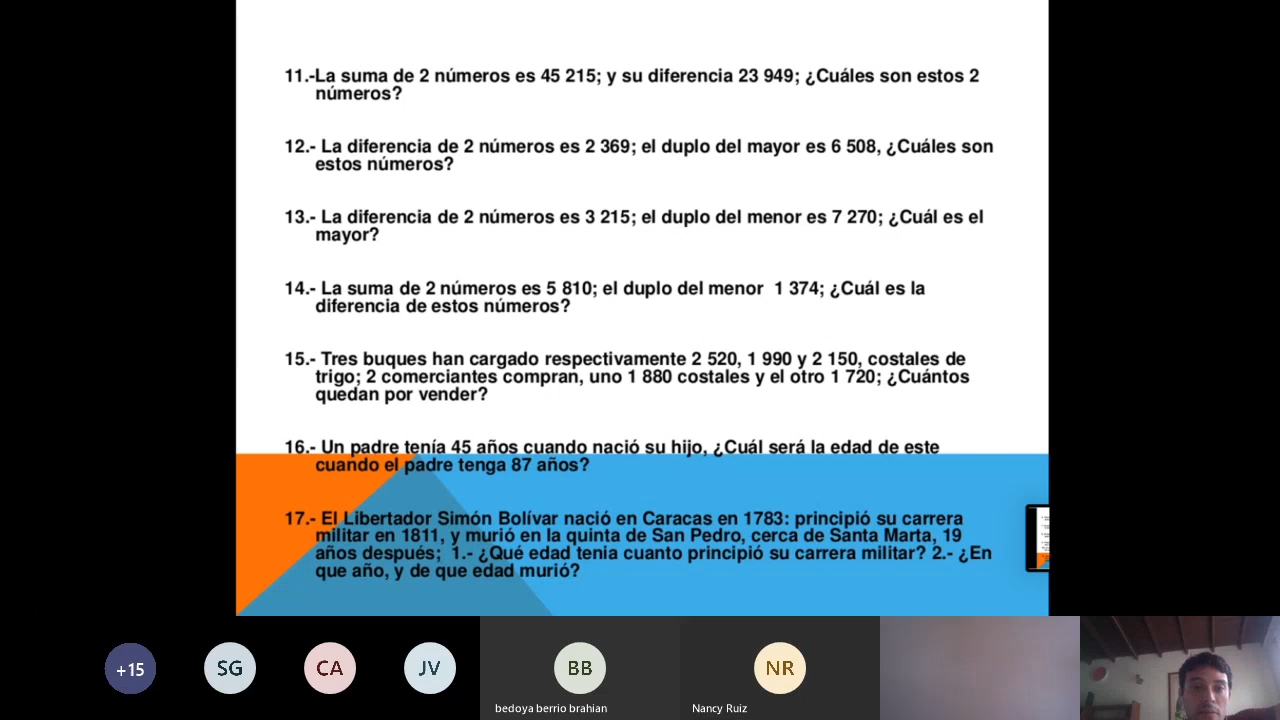 11.-La suma de 2 números es 45 215; y su diferencia 23 949; ¿Cuáles son estos 2
números?
12.- La diferencia de 2 números es 2 369; el duplo del mayor es 6 508, ¿Cuáles son
estos números?
13.- La diferencia de 2 números es 3 215; el duplo del menor es 7 270; ¿Cuál es el
mayor?
14.- La suma de 2 números es 5 810; el duplo del menor 1 374; ¿Cuál es la
diferencia de estos números?
15.- Tres buques han cargado respectivamente 2 520, 1 990 y 2 150, costales de
trigo; 2 comerciantes compran, uno 1 880 costales y el otro 1 720; ¿Cuántos
quedan por vender?
16.- Un padre tenía 45 años cuando nació su hijo, ¿Cuál será la edad de este
cuando el padre tenga 87 años?
17.- El Libertador Simón Bolívar nació en Caracas en 1783: principió su carrera
militar en 1811, y murió en la quinta de San Pedro, cerca de Santa Marta, 19
años después; 1.- ¿Qué edad tenia cuanto principió su carrera militar? 2.- ¿En
que año, y de que edad murió?
+15
SG
CA
JV
BB
NR
bedoya berrio brahian
Nancy Ruiz